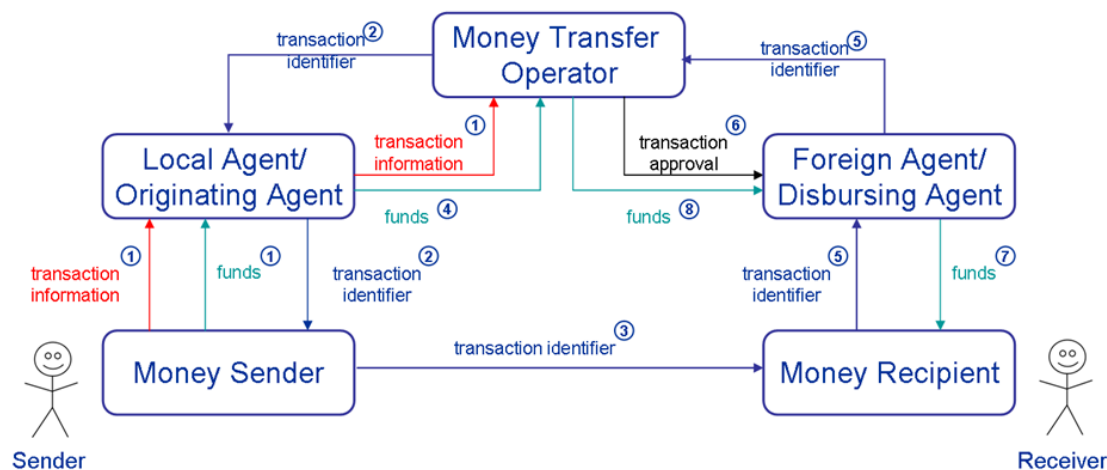 transaction ②
identifier
Money Transfer
Operator
transaction ⑤
identifier
Local Agent/
Originating Agent
transaction ①
information
funds ④
transaction ⑥
approval
funds ⑧
Foreign Agent/
Disbursing Agent
transaction ①
information
funds ①
transaction ②
identifier
transaction ⑤
identifier
funds ⑦
Money Sender
transaction identifier ③
Money Recipient
Sender
Receiver